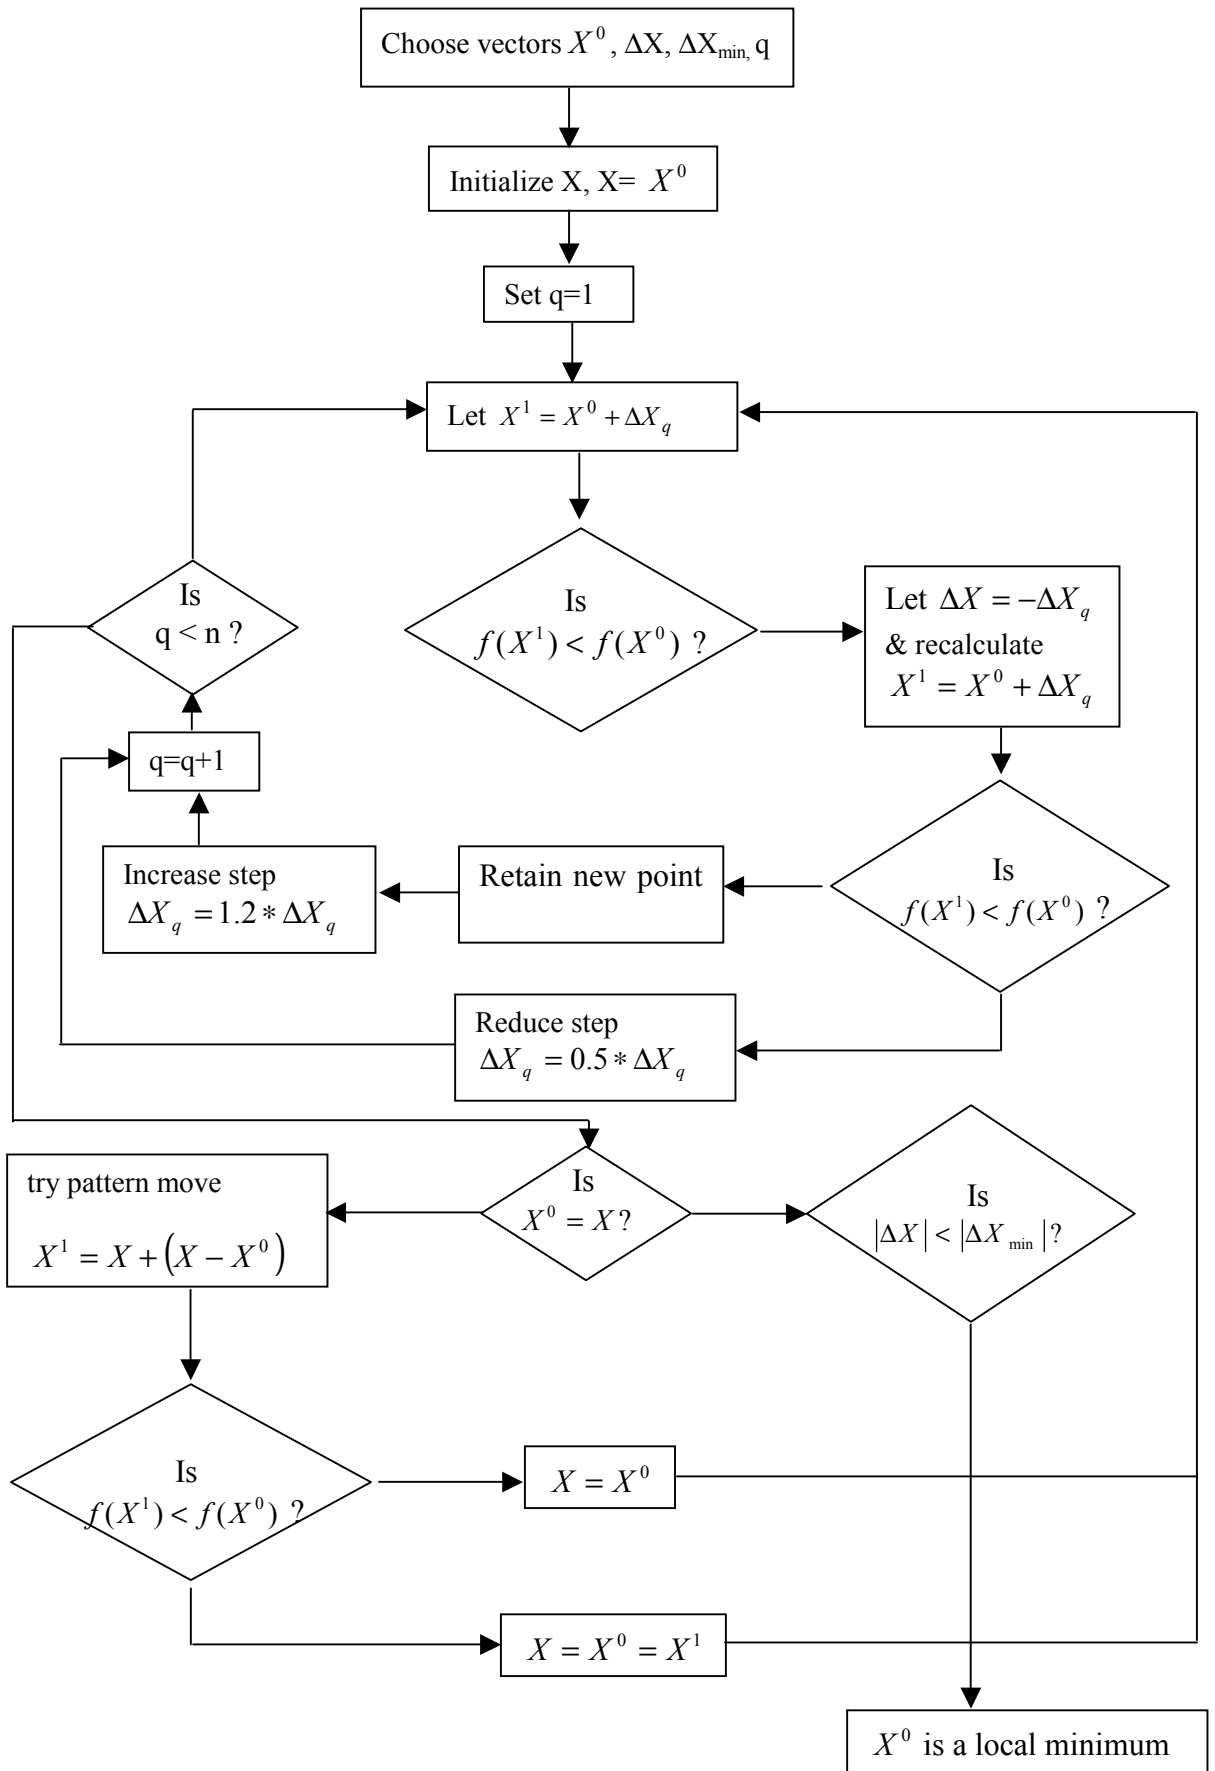 Choose vectors X⁰, ΔX, ΔX_min, q
Initialize X, X= X⁰
Set q=1
Let X¹ = X⁰ + ΔX_q
Is
f(X¹) < f(X⁰) ?
Let ΔX = −ΔX_q
& recalculate
X¹ = X⁰ + ΔX_q
Is
q < n ?
q=q+1
Increase step
ΔX_q = 1.2 * ΔX_q
Retain new point
Is
f(X¹) < f(X⁰) ?
Reduce step
ΔX_q = 0.5 * ΔX_q
try pattern move
X¹ = X + (X − X⁰)
Is
X⁰ = X ?
Is
|ΔX| < |ΔX_min| ?
Is
f(X¹) < f(X⁰) ?
X = X⁰
X = X⁰ = X¹
X⁰ is a local minimum